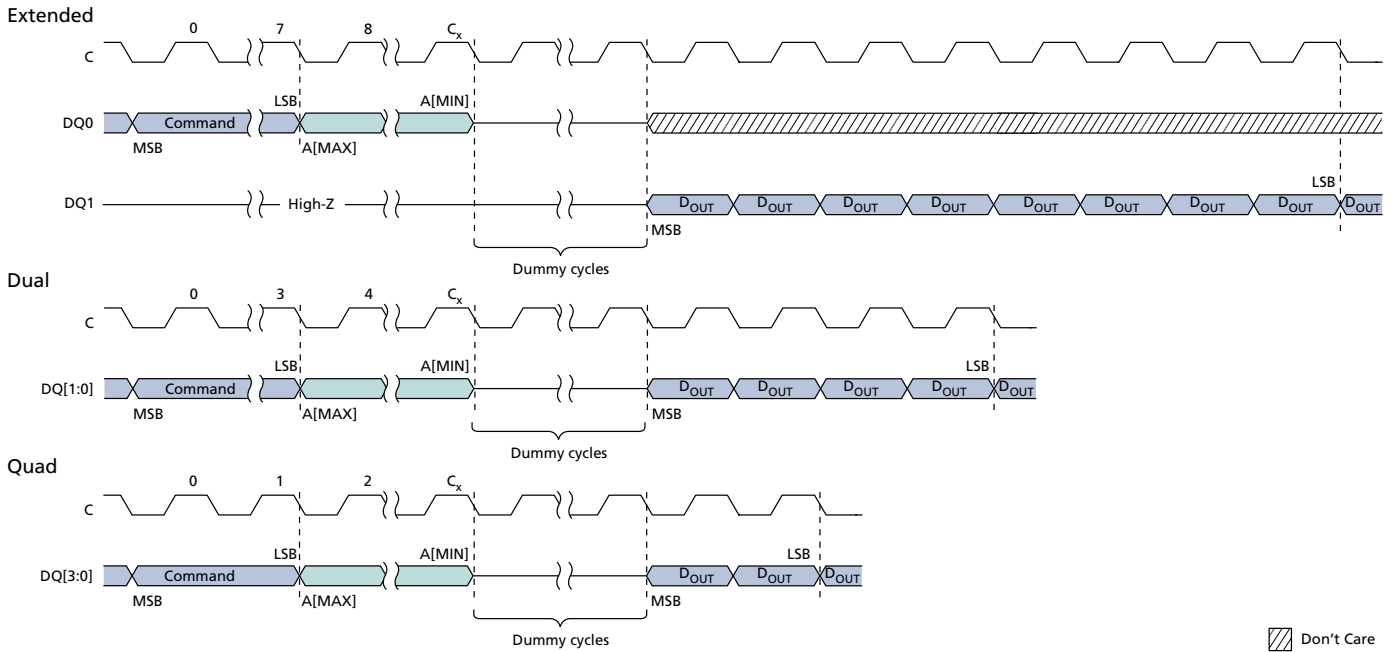 Extended
0 7 8 Cx
C
LSB A[MIN]
DQ0 Command
MSB A[MAX]
LSB
DQ1 High-Z DOUT DOUT DOUT DOUT DOUT DOUT DOUT DOUT DOUT
MSB
Dummy cycles
Dual
0 3 4 Cx
C
LSB A[MIN] LSB
DQ[1:0] Command DOUT DOUT DOUT DOUT DOUT
MSB A[MAX] MSB
Dummy cycles
Quad
0 1 2 Cx
C
LSB A[MIN] LSB
DQ[3:0] Command DOUT DOUT DOUT
MSB A[MAX] MSB
Dummy cycles
Don't Care